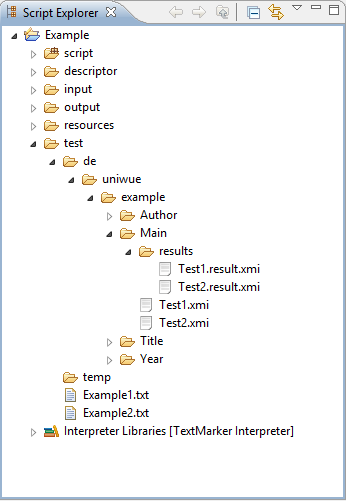 Script Explorer
Example
script
descriptor
input
output
resources
test
de
uniwue
example
Author
Main
results
Test1.result.xmi
Test2.result.xmi
Test1.xmi
Test2.xmi
Title
Year
temp
Example1.txt
Example2.txt
Interpreter Libraries [TextMarker Interpreter]